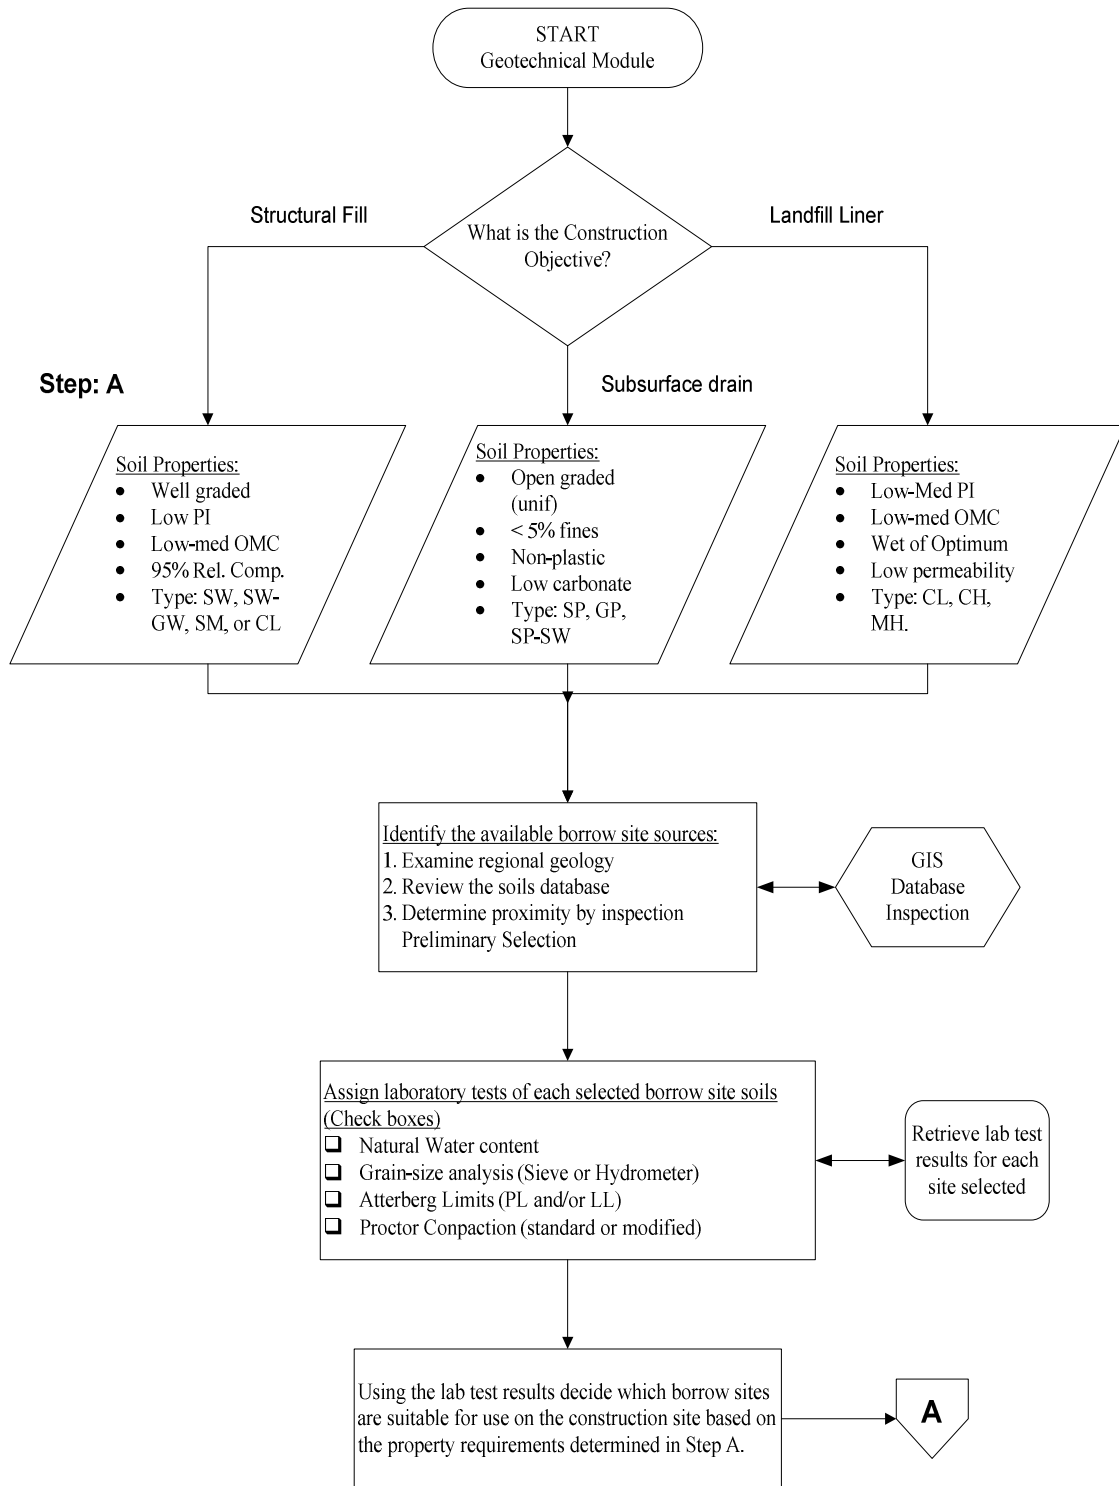 START
Geotechnical Module
What is the Construction
Objective?
Structural Fill
Landfill Liner
Step: A
Subsurface drain
Soil Properties:
• Well graded
• Low PI
• Low-med OMC
• 95% Rel. Comp.
• Type: SW, SW-
GW, SM, or CL
Soil Properties:
• Open graded
(unif)
• < 5% fines
• Non-plastic
• Low carbonate
• Type: SP, GP,
SP-SW
Soil Properties:
• Low-Med PI
• Low-med OMC
• Wet of Optimum
• Low permeability
• Type: CL, CH,
MH.
Identify the available borrow site sources:
1. Examine regional geology
2. Review the soils database
3. Determine proximity by inspection
Preliminary Selection
GIS
Database
Inspection
Assign laboratory tests of each selected borrow site soils
(Check boxes)
❑ Natural Water content
❑ Grain-size analysis (Sieve or Hydrometer)
❑ Atterberg Limits (PL and/or LL)
❑ Proctor Conpaction (standard or modified)
Retrieve lab test
results for each
site selected
Using the lab test results decide which borrow sites
are suitable for use on the construction site based on
the property requirements determined in Step A.
A